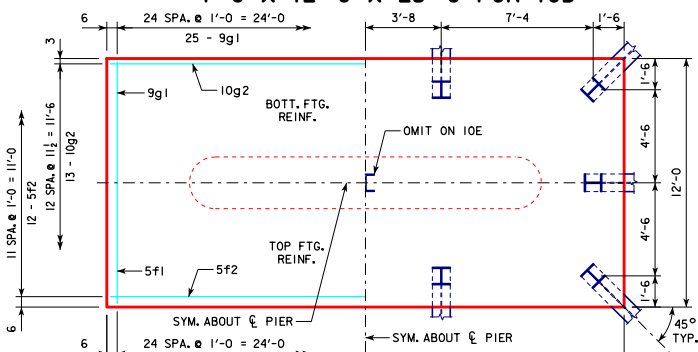 6
24 SPA. @ 1'-0 = 24'-0
25 - 9g1
3'-8
7'-4
1'-6
3
9g1
10g2
BOTT. FTG.
REINF.
OMIT ON 10E
1'-6
4'-6
12'-0
4'-6
1'-6
11 SPA. @ 1'-0 = 11'-0
12 - 5f2
12 SPA. @ 11½ = 11'-6
13 - 10g2
TOP FTG.
REINF.
5f1
5f2
6
SYM. ABOUT ℄ PIER
SYM. ABOUT ℄ PIER
45°
TYP.
6
24 SPA. @ 1'-0 = 24'-0